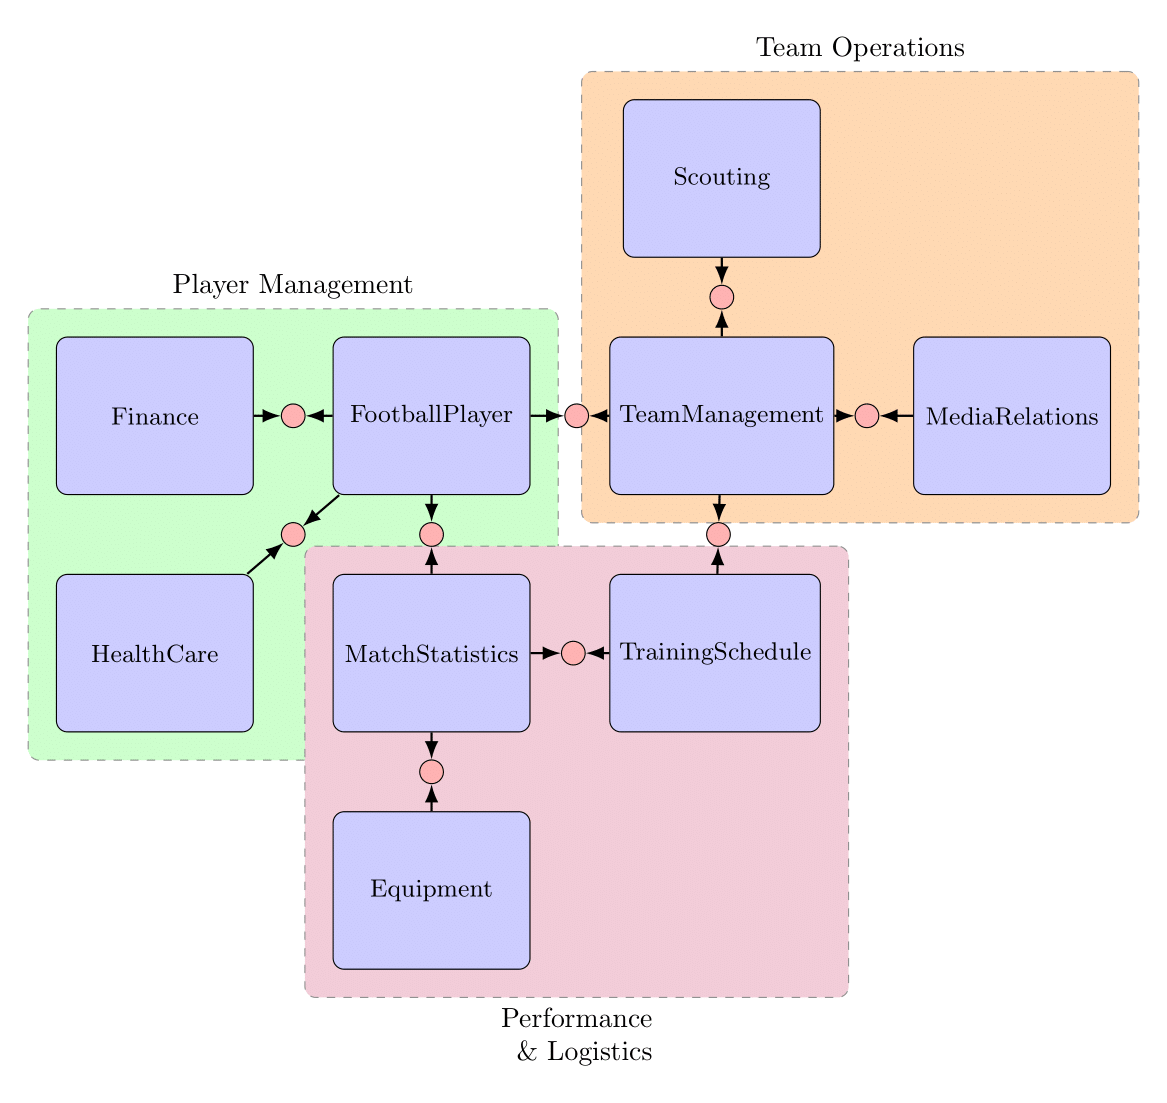 Team Operations
Scouting
Player Management
Finance
FootballPlayer
TeamManagement
MediaRelations
HealthCare
MatchStatistics
TrainingSchedule
Equipment
Performance
& Logistics